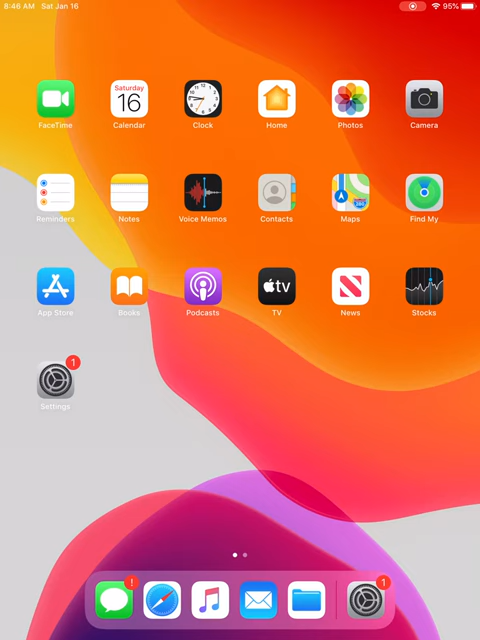 8:46 AM Sat Jan 16 95%
Saturday
16
FaceTime Calendar Clock Home Photos Camera
Reminders Notes Voice Memos Contacts Maps Find My
tv
App Store Books Podcasts TV News Stocks
1
Settings
! 1